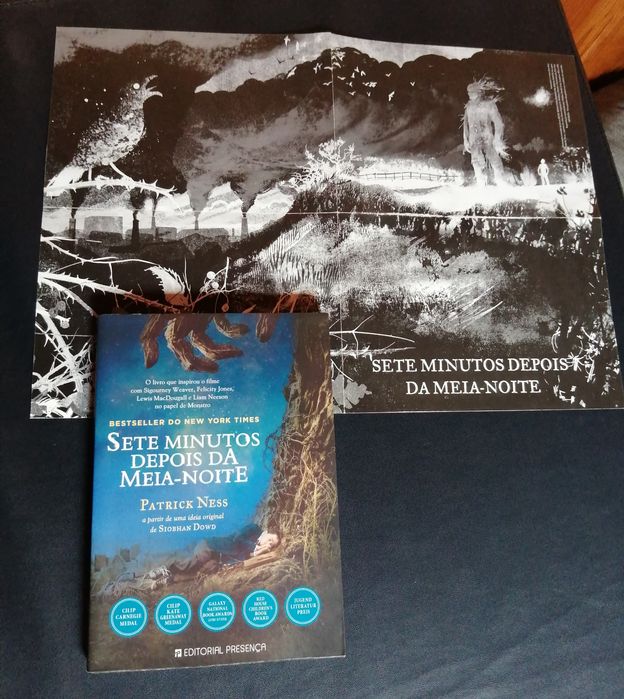 SETE MINUTOS DEPOIS
DA MEIA-NOITE
O livro que inspirou o filme
com Sigourney Weaver, Felicity Jones,
Lewis MacDougall e Liam Neeson
no papel de Monstro
BESTSELLER DO NEW YORK TIMES
SETE MINUTOS
DEPOIS DA
MEIA-NOITE
PATRICK NESS
a partir de uma ideia original
de SIOBHAN DOWD
CILIP
CARNEGIE
MEDAL
CILIP
KATE
GREENAWAY
MEDAL
GALAXY
NATIONAL
BOOK AWARDS
RED
HOUSE
CHILDREN'S
BOOK
AWARD
JUGEND
LITERATUR
PREIS
EDITORIAL PRESENÇA